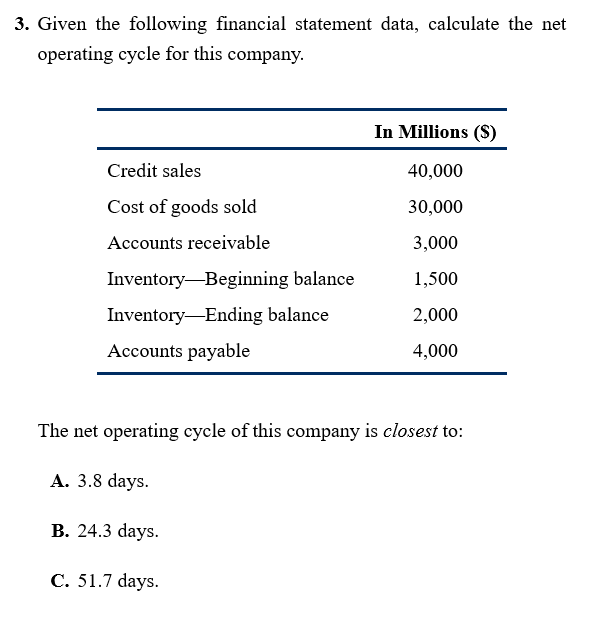 3. Given the following financial statement data, calculate the net
operating cycle for this company.
In Millions ($)
Credit sales 40,000
Cost of goods sold 30,000
Accounts receivable 3,000
Inventory—Beginning balance 1,500
Inventory—Ending balance 2,000
Accounts payable 4,000
The net operating cycle of this company is closest to:
A. 3.8 days.
B. 24.3 days.
C. 51.7 days.